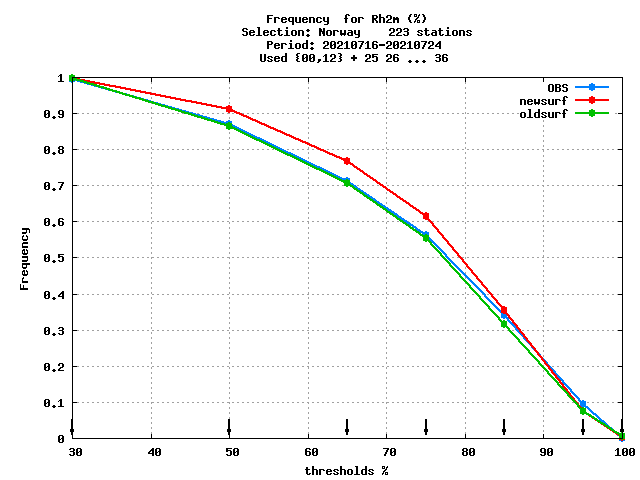 Frequency  for Rh2m (%)
Selection: Norway    223 stations
Period: 20210716-20210724
Used {00,12} + 25 26 ... 36
OBS
newsurf
oldsurf
Frequency
1
0.9
0.8
0.7
0.6
0.5
0.4
0.3
0.2
0.1
0
30 40 50 60 70 80 90 100
thresholds %